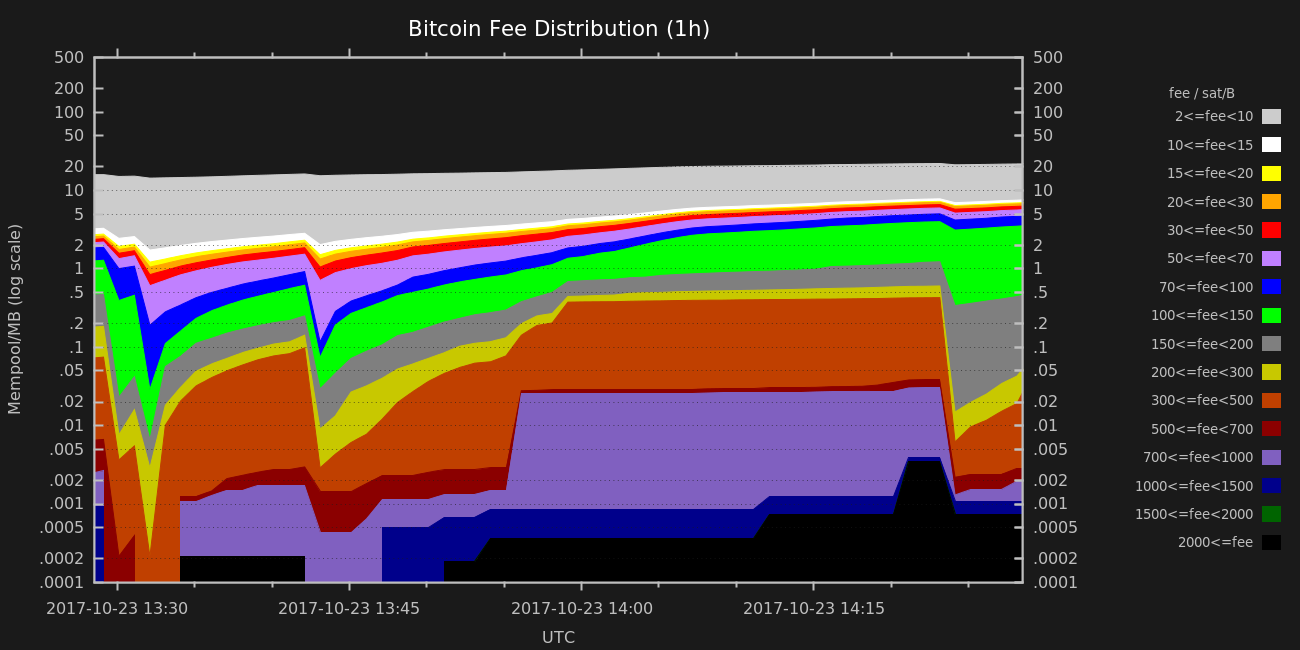 Bitcoin Fee Distribution (1h)
Mempool/MB (log scale)
500
200
100
50
20
10
5
2
1
.5
.2
.1
.05
.02
.01
.005
.002
.001
.0005
.0002
.0001
500
200
100
50
20
10
5
2
1
.5
.2
.1
.05
.02
.01
.005
.002
.001
.0005
.0002
.0001
2017-10-23 13:30
2017-10-23 13:45
2017-10-23 14:00
2017-10-23 14:15
UTC
fee / sat/B
2<=fee<10
10<=fee<15
15<=fee<20
20<=fee<30
30<=fee<50
50<=fee<70
70<=fee<100
100<=fee<150
150<=fee<200
200<=fee<300
300<=fee<500
500<=fee<700
700<=fee<1000
1000<=fee<1500
1500<=fee<2000
2000<=fee